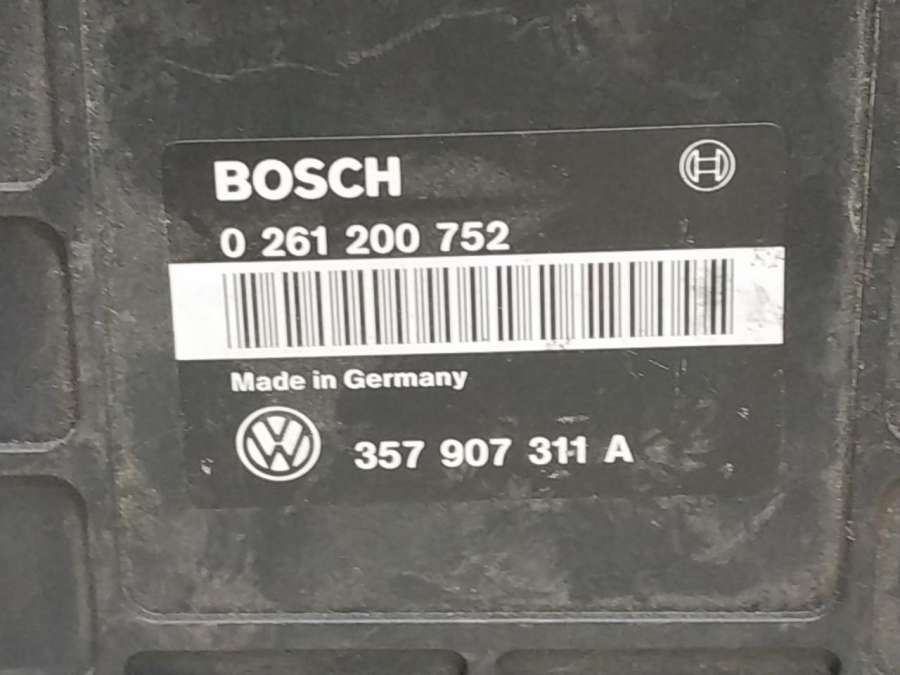 BOSCH
0 261 200 752
Made in Germany
357 907 311 A